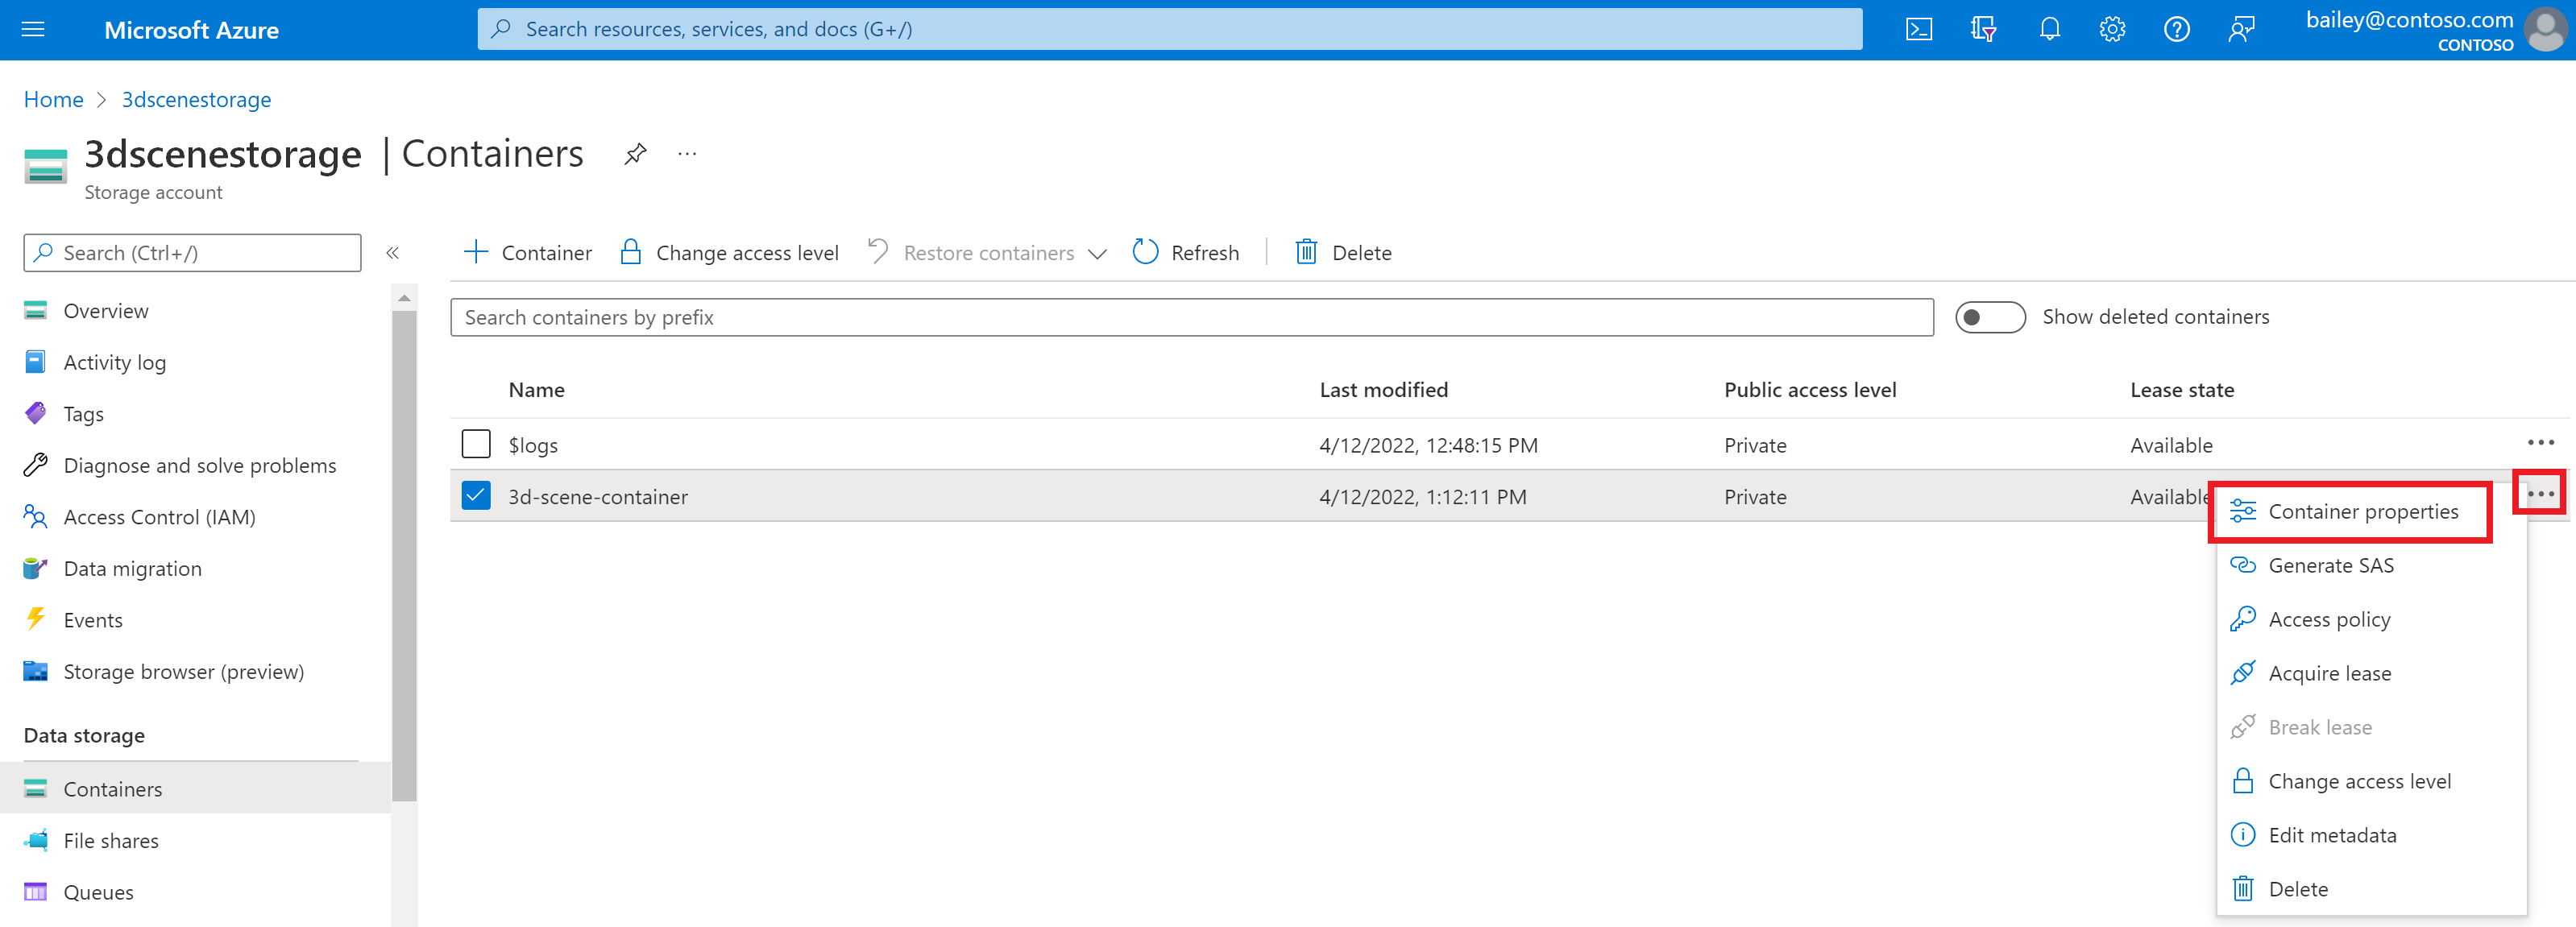 Microsoft Azure
Search resources, services, and docs (G+/)
bailey@contoso.com
CONTOSO
Home > 3dscenestorage
3dscenestorage | Containers
Storage account
Search (Ctrl+/)
Container
Change access level
Restore containers
Refresh
Delete
Overview
Activity log
Tags
Diagnose and solve problems
Access Control (IAM)
Data migration
Events
Storage browser (preview)
Data storage
Containers
File shares
Queues
Search containers by prefix
Show deleted containers
Name Last modified Public access level Lease state
$logs 4/12/2022, 12:48:15 PM Private Available
3d-scene-container 4/12/2022, 1:12:11 PM Private Available
Container properties
Generate SAS
Access policy
Acquire lease
Break lease
Change access level
Edit metadata
Delete